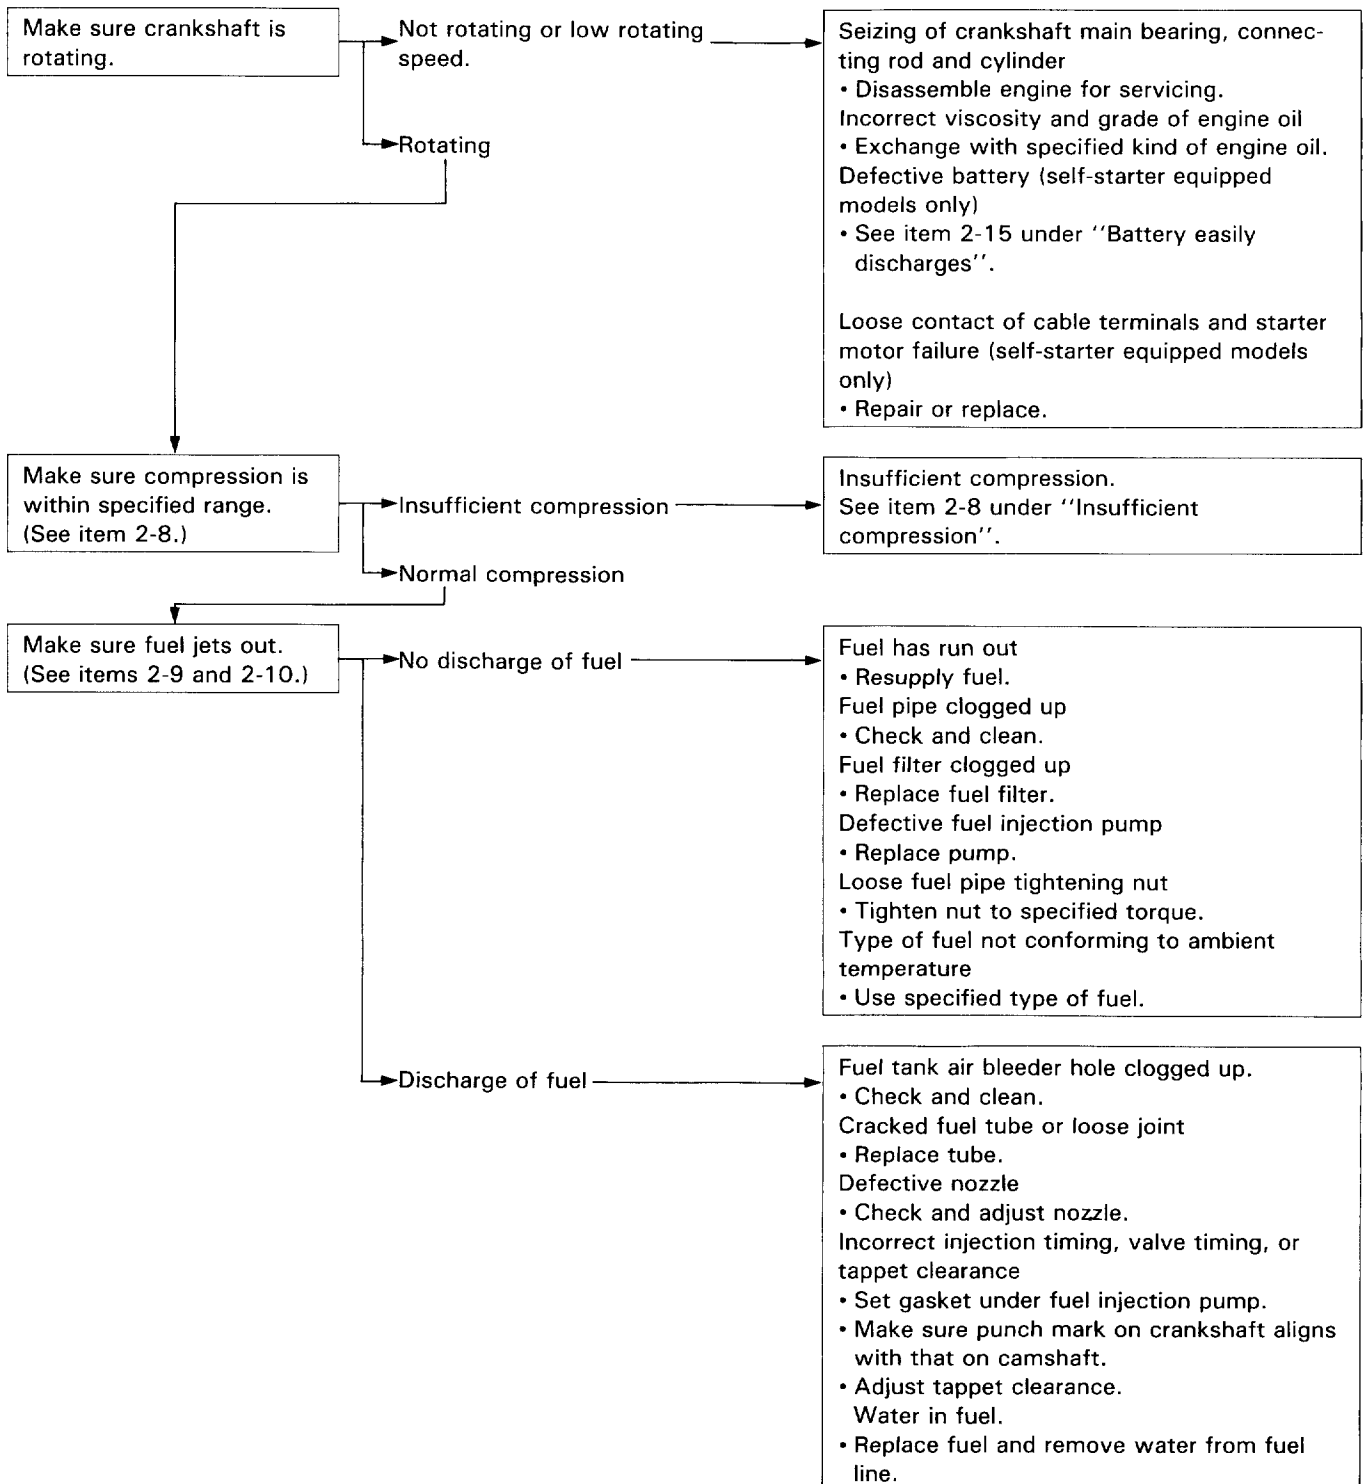 Make sure crankshaft is
rotating.
Not rotating or low rotating
speed.
Rotating
Seizing of crankshaft main bearing, connec-
ting rod and cylinder
• Disassemble engine for servicing.
Incorrect viscosity and grade of engine oil
• Exchange with specified kind of engine oil.
Defective battery (self-starter equipped
models only)
• See item 2-15 under ''Battery easily
discharges''.
Loose contact of cable terminals and starter
motor failure (self-starter equipped models
only)
• Repair or replace.
Make sure compression is
within specified range.
(See item 2-8.)
Insufficient compression
Normal compression
Insufficient compression.
See item 2-8 under ''Insufficient
compression''.
Make sure fuel jets out.
(See items 2-9 and 2-10.)
No discharge of fuel
Fuel has run out
• Resupply fuel.
Fuel pipe clogged up
• Check and clean.
Fuel filter clogged up
• Replace fuel filter.
Defective fuel injection pump
• Replace pump.
Loose fuel pipe tightening nut
• Tighten nut to specified torque.
Type of fuel not conforming to ambient
temperature
• Use specified type of fuel.
Discharge of fuel
Fuel tank air bleeder hole clogged up.
• Check and clean.
Cracked fuel tube or loose joint
• Replace tube.
Defective nozzle
• Check and adjust nozzle.
Incorrect injection timing, valve timing, or
tappet clearance
• Set gasket under fuel injection pump.
• Make sure punch mark on crankshaft aligns
with that on camshaft.
• Adjust tappet clearance.
Water in fuel.
• Replace fuel and remove water from fuel
line.